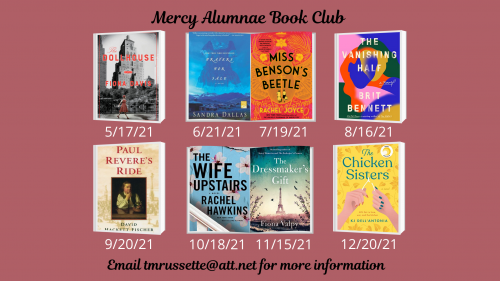 Mercy Alumnae Book Club
DOLLHOUSE
FIONA DAVIS
5/17/21
PRAYERS
FOR
SALE
SANDRA DALLAS
6/21/21
MISS
BENSON'S
BEETLE
RACHEL JOYCE
7/19/21
THE
VANISHING
HALF
BRIT
BENNETT
8/16/21
PAUL
REVERE'S
RIDE
DAVID
HACKETT FISCHER
9/20/21
THE
WIFE
UPSTAIRS
RACHEL
HAWKINS
10/18/21
The
Dressmaker's
Gift
Fiona Valpy
11/15/21
The
Chicken
Sisters
KJ DELL'ANTONIA
12/20/21
Email tmrussette@att.net for more information